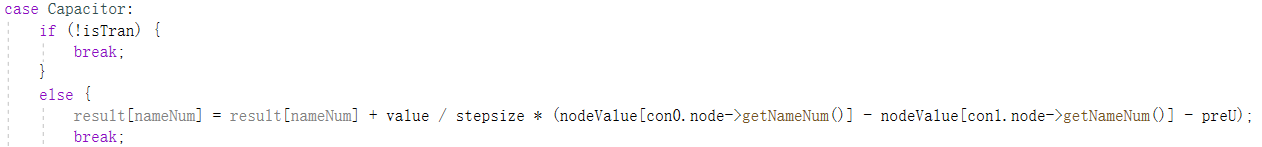 case Capacitor:
if (!isTran) {
break;
}
else {
result[nameNum] = result[nameNum] + value / stepsize * (nodeValue[con0.node->getNameNum()] - nodeValue[con1.node->getNameNum()] - preU);
break;